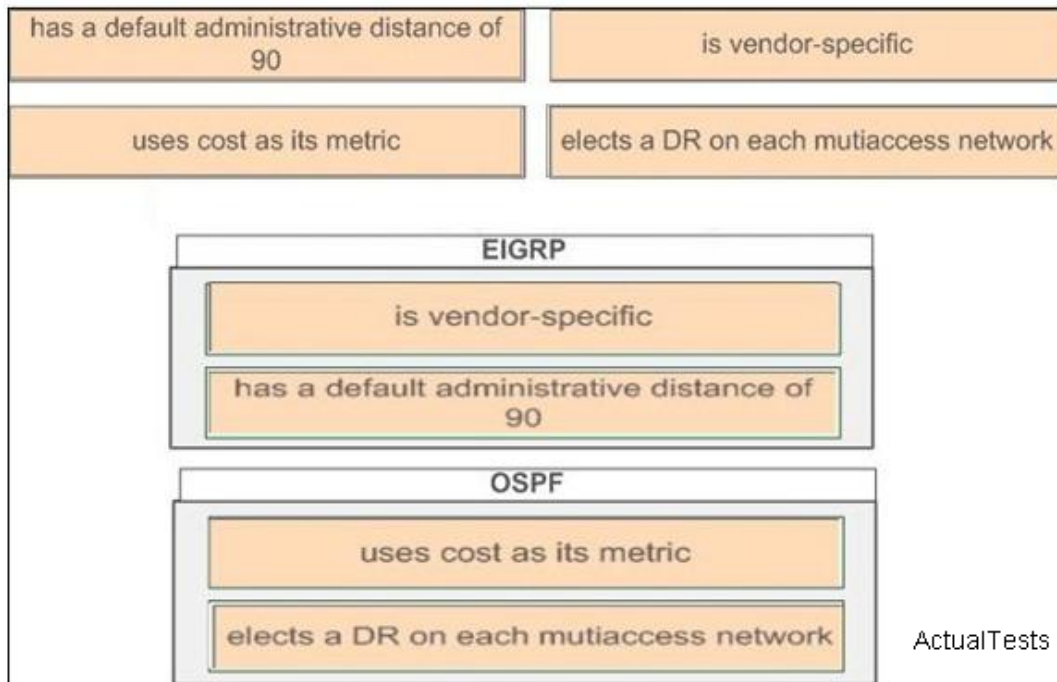 has a default administrative distance of
90
is vendor-specific
uses cost as its metric
elects a DR on each mutiaccess network
EIGRP
is vendor-specific
has a default administrative distance of
90
OSPF
uses cost as its metric
elects a DR on each mutiaccess network
ActualTests